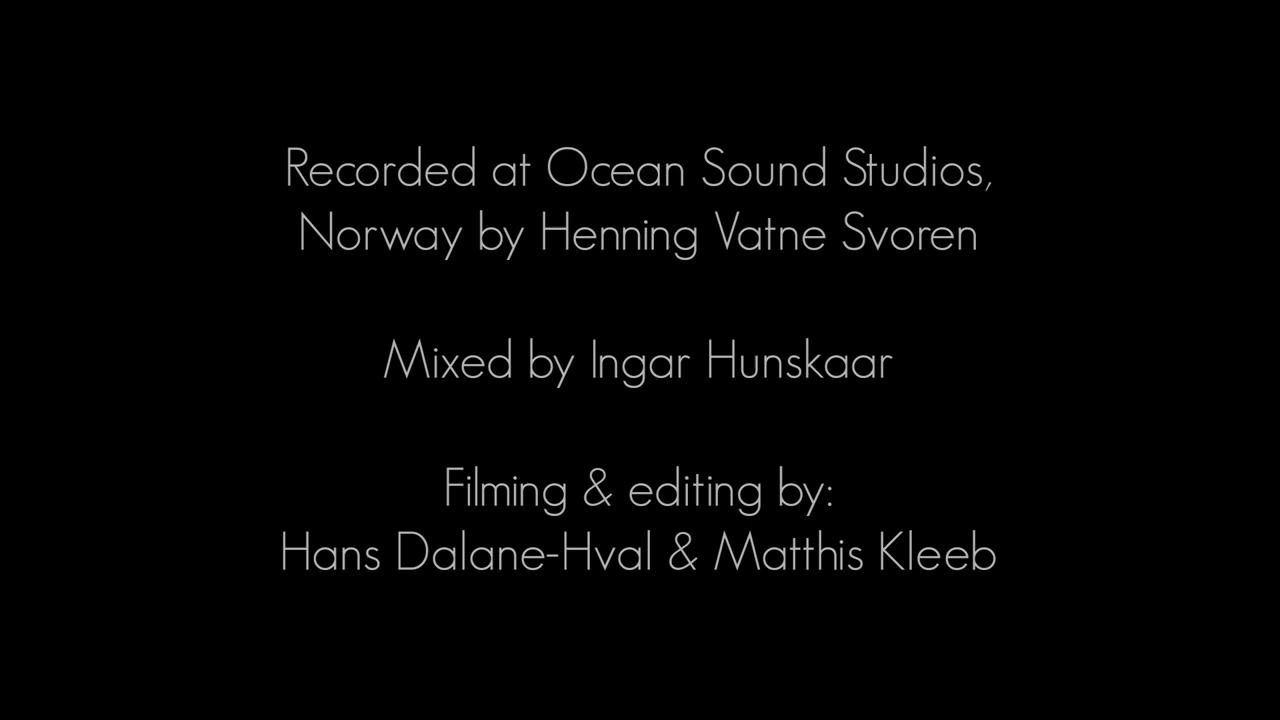 Recorded at Ocean Sound Studios,
Norway by Henning Vatne Svoren
Mixed by Ingar Hunskaar
Filming & editing by:
Hans Dalane-Hval & Matthis Kleeb